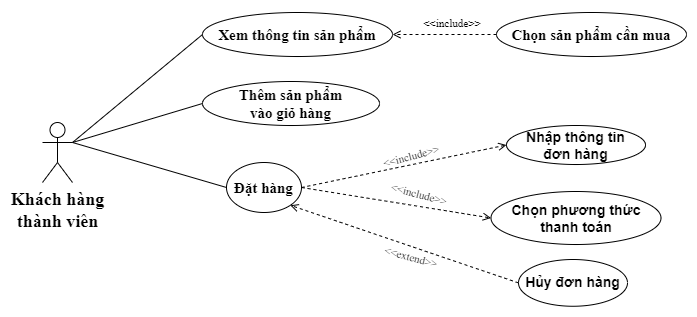 Xem thông tin sản phẩm
<<include>>
Chọn sản phẩm cần mua
Thêm sản phẩm
vào giỏ hàng
Khách hàng
thành viên
Đặt hàng
<<include>>
Nhập thông tin
đơn hàng
<<include>>
Chọn phương thức
thanh toán
<<extend>>
Hủy đơn hàng